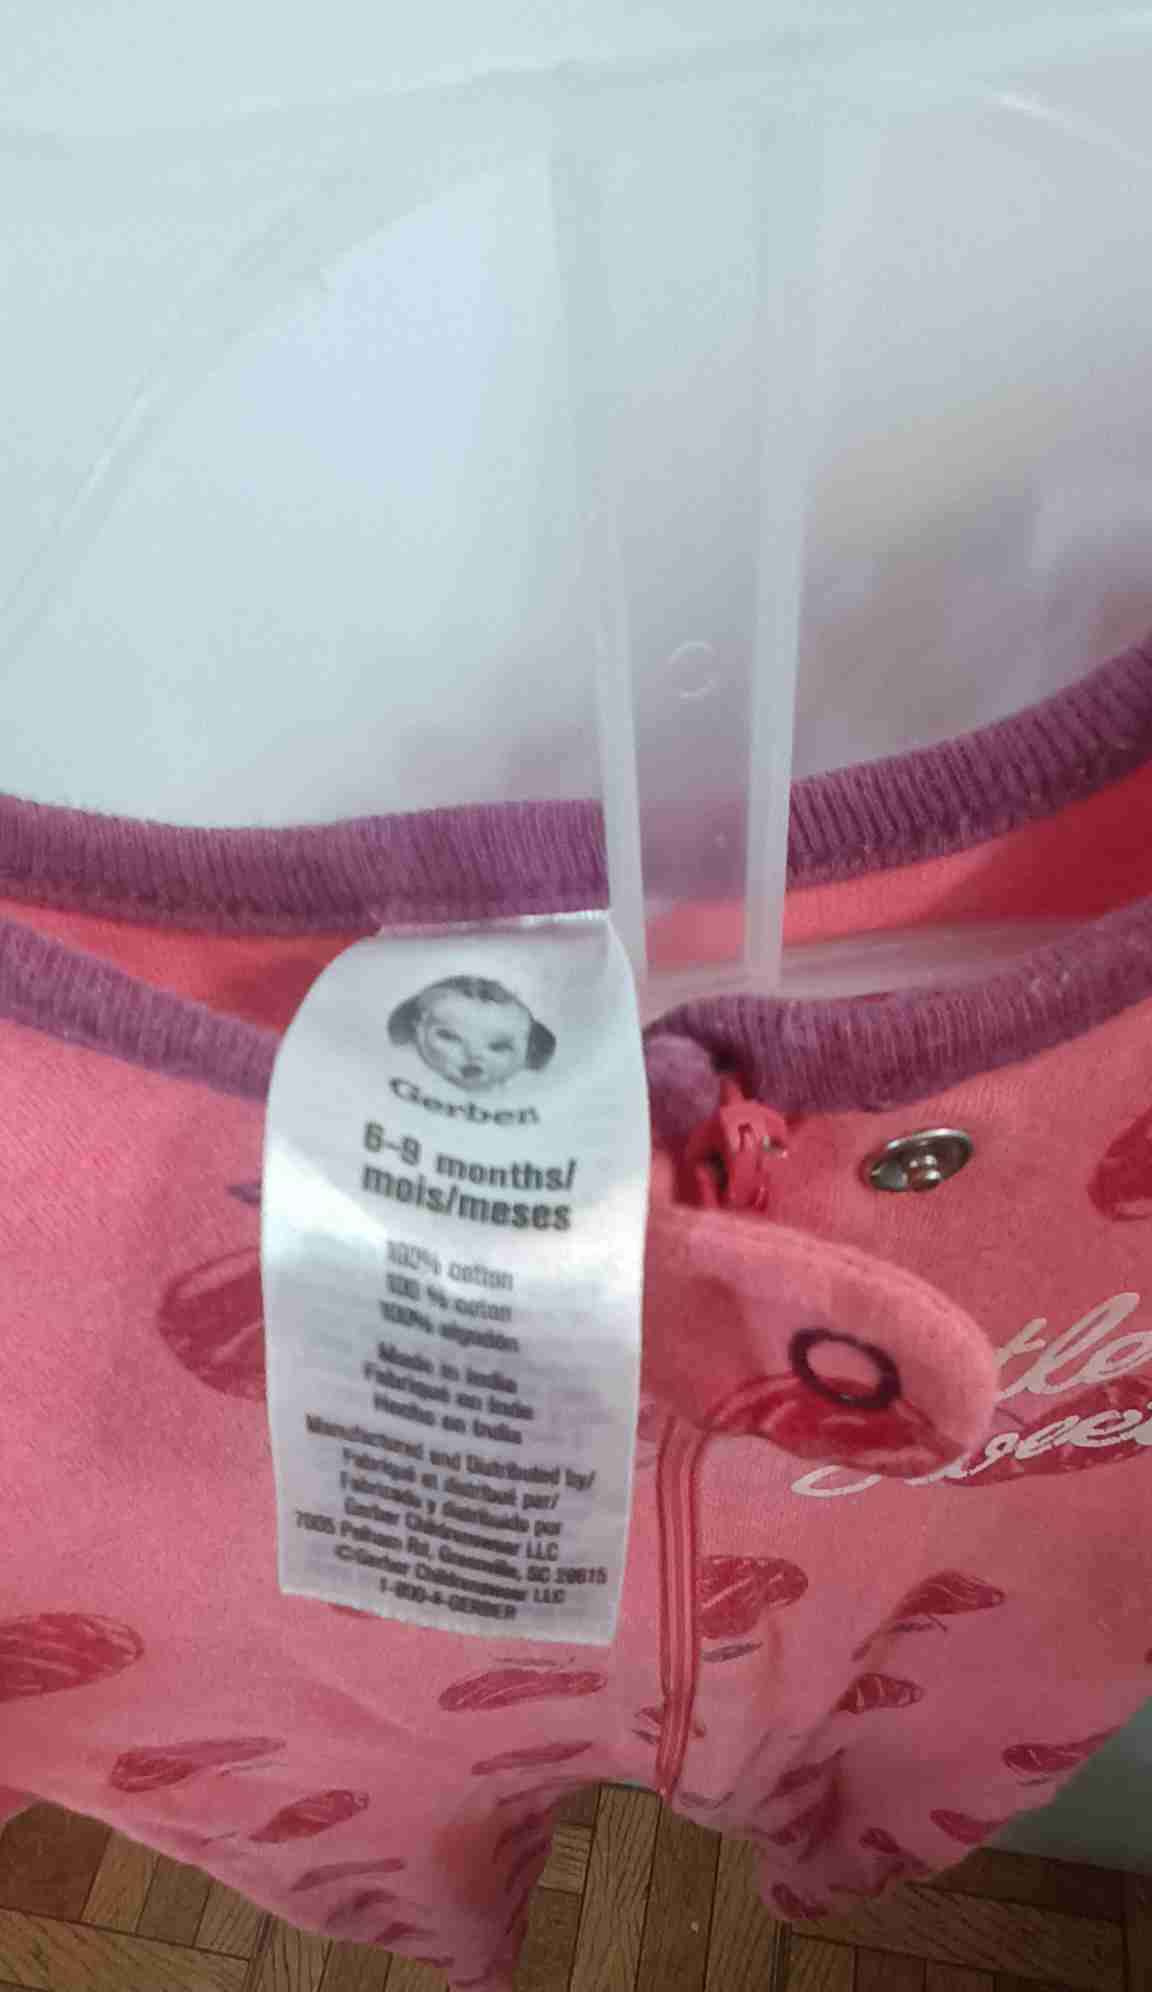 Gerber
6-9 months/
mois/meses
100% cotton
100 % coton
100% algodón
Made in India
Fabriqué en Inde
Hecho en India
Manufactured and Distributed by/
Fabriqué et distribué par/
Fabricado y distribuido por
Gerber Childrenswear LLC
7005 Pelham Rd, Greenville, SC 29615
©Gerber Childrenswear LLC
1-800-4-GERBER